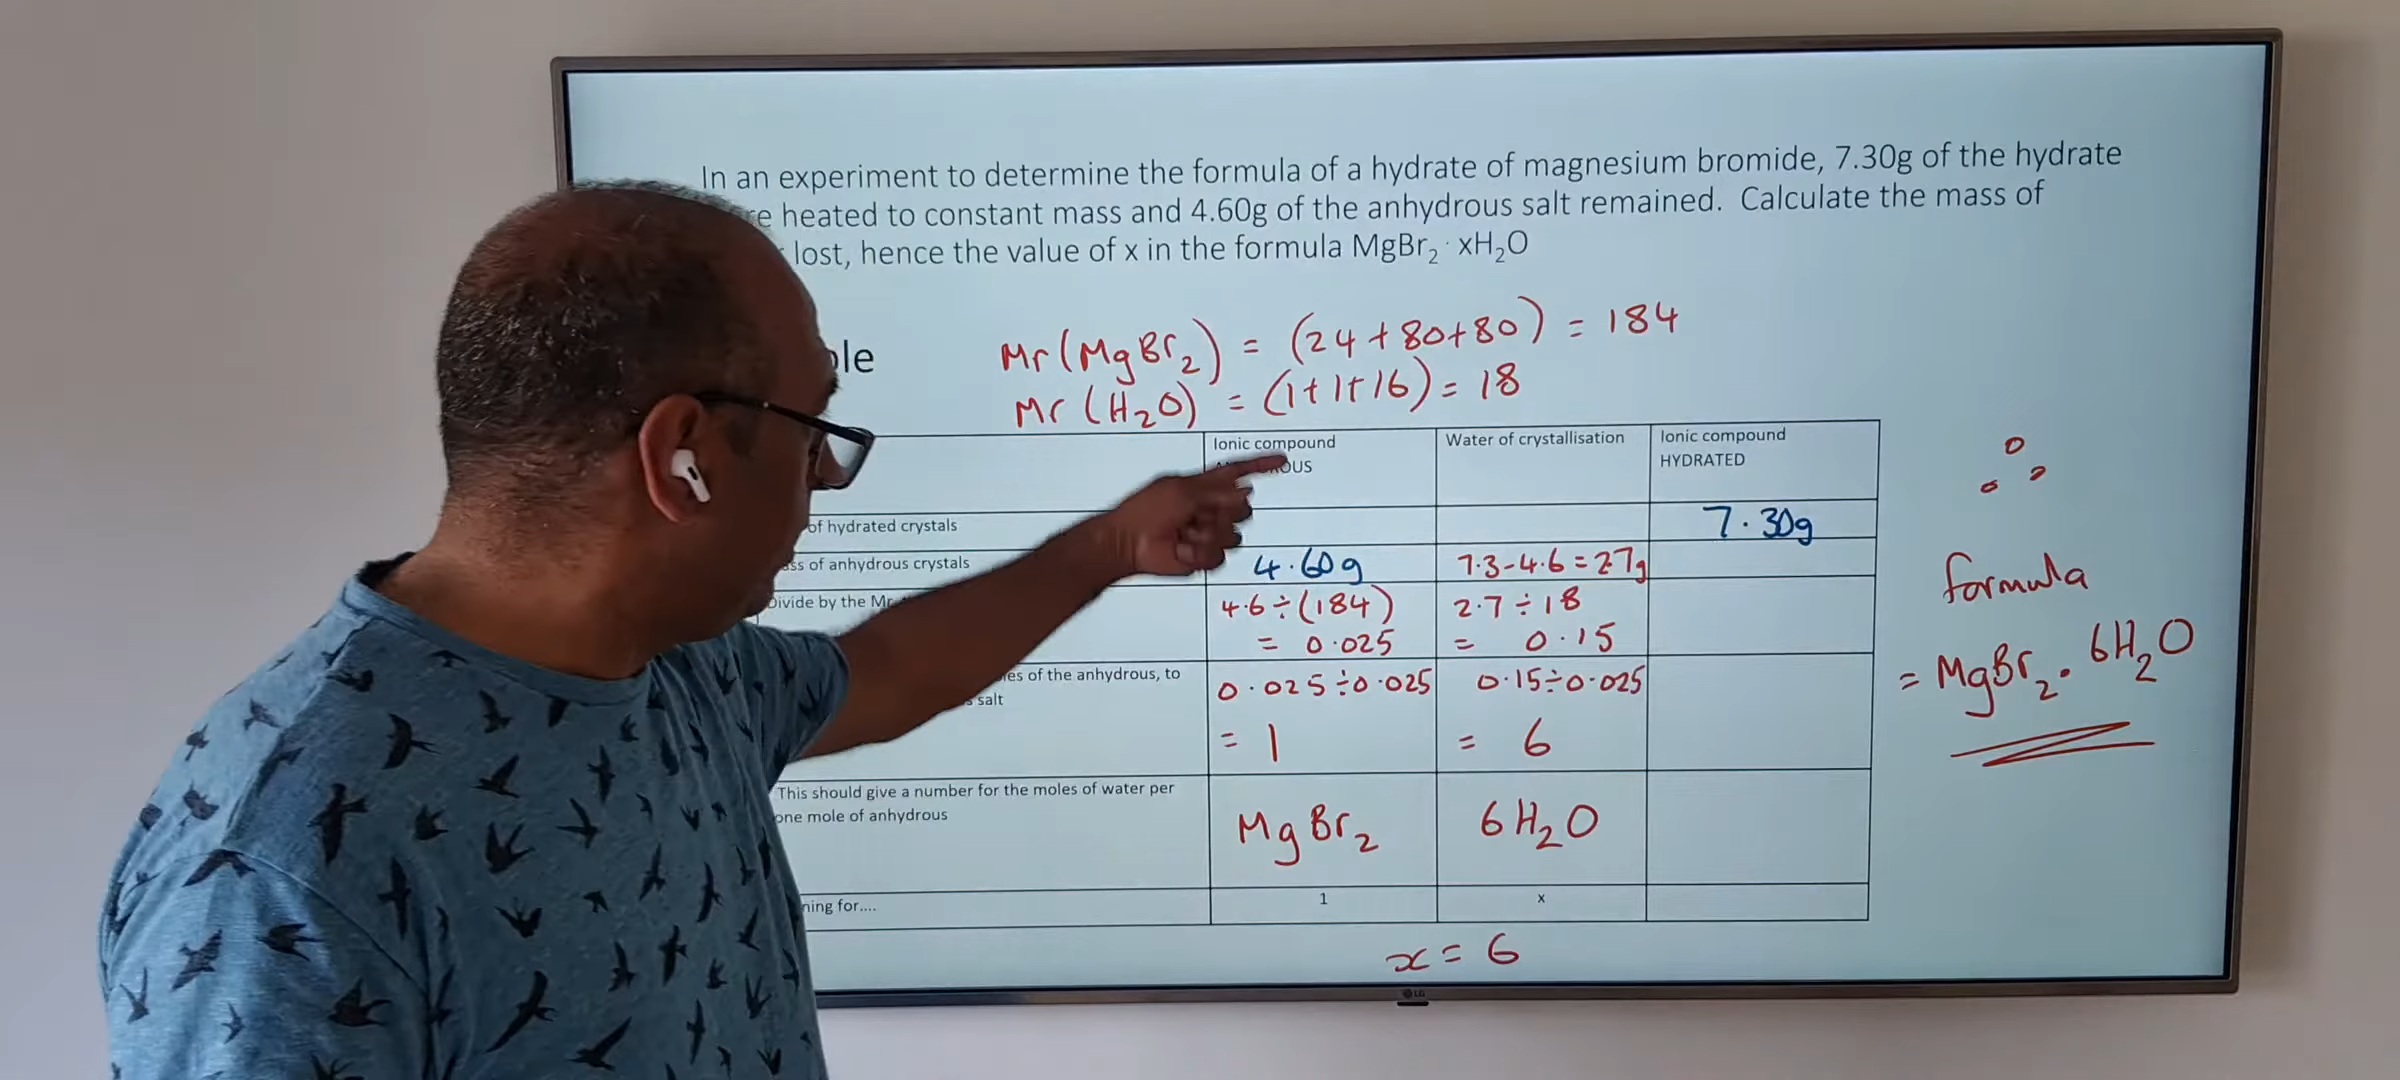 In an experiment to determine the formula of a hydrate of magnesium bromide, 7.30g of the hydrate
heated to constant mass and 4.60g of the anhydrous salt remained. Calculate the mass of
lost, hence the value of x in the formula MgBr₂ · xH₂O
Mr(MgBr₂) = (24+80+80) = 184
Mr (H₂O) = (1+1+16) = 18
Ionic compound
Water of crystallisation
Ionic compound
HYDRATED
of hydrated crystals
7.30g
of anhydrous crystals
4.60g
7.3-4.6=2.7g
Divide by the Mr
4.6÷(184)
= 0.025
2.7÷18
= 0.15
of the anhydrous, to
salt
0.025÷0.025
= 1
0.15÷0.025
= 6
This should give a number for the moles of water per
one mole of anhydrous
MgBr₂
6H₂O
for....
1
x
x = 6
∴
formula
= MgBr₂.6H₂O
LG